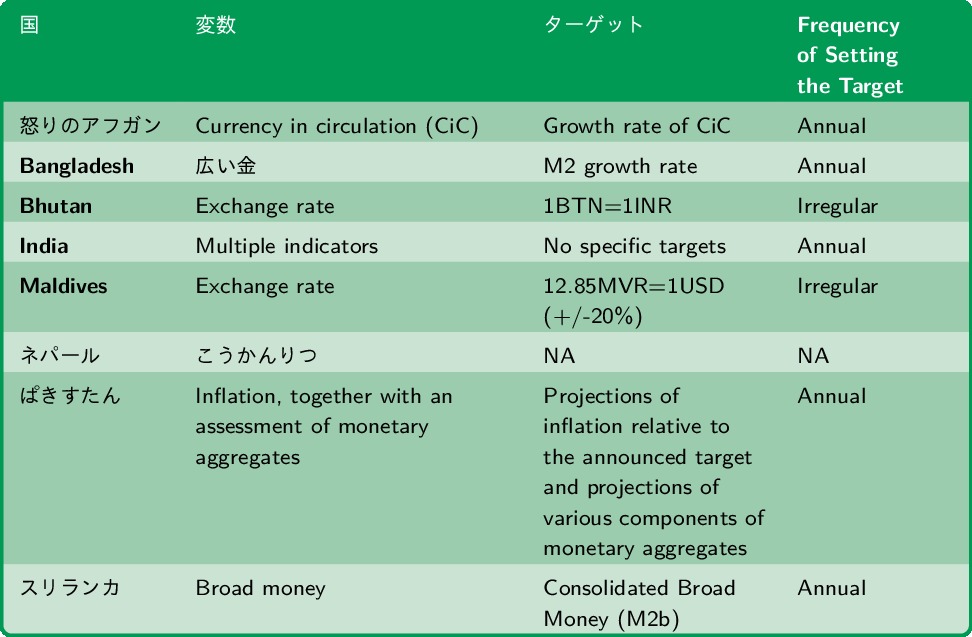 国 変数 ターゲット Frequency
of Setting
the Target
怒りのアフガン Currency in circulation (CiC) Growth rate of CiC Annual
Bangladesh 広い金 M2 growth rate Annual
Bhutan Exchange rate 1BTN=1INR Irregular
India Multiple indicators No specific targets Annual
Maldives Exchange rate 12.85MVR=1USD Irregular
(+/-20%)
ネパール こうかんりつ NA NA
ぱきすたん Inflation, together with an Projections of Annual
assessment of monetary inflation relative to
aggregates the announced target
and projections of
various components of
monetary aggregates
スリランカ Broad money Consolidated Broad Annual
Money (M2b)